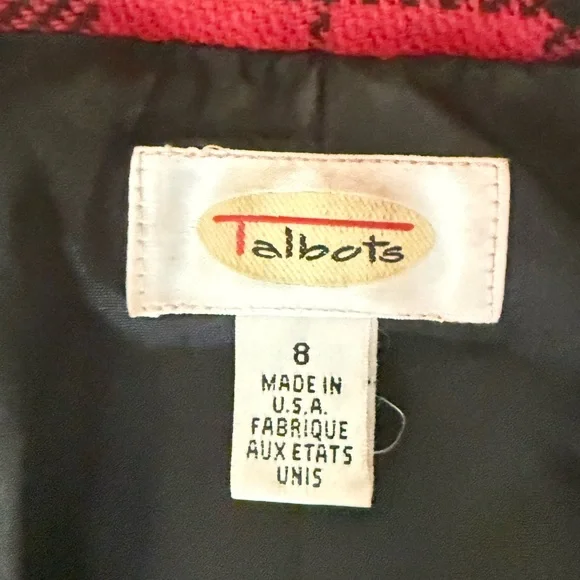 Talbots
8
MADE IN
U.S.A.
FABRIQUE
AUX ETATS
UNIS